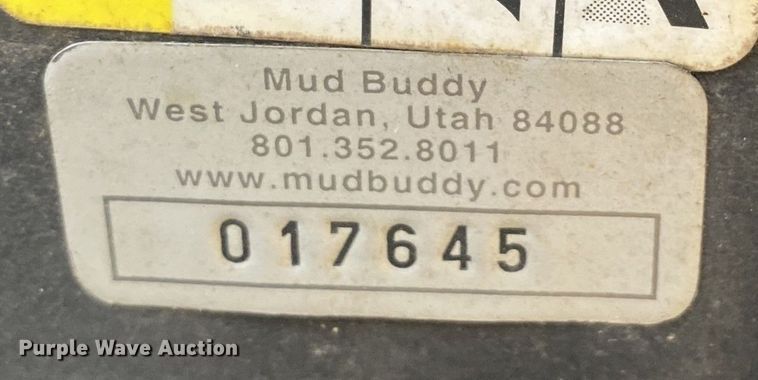 Mud Buddy
West Jordan, Utah 84088
801.352.8011
www.mudbuddy.com
017645
Purple Wave Auction